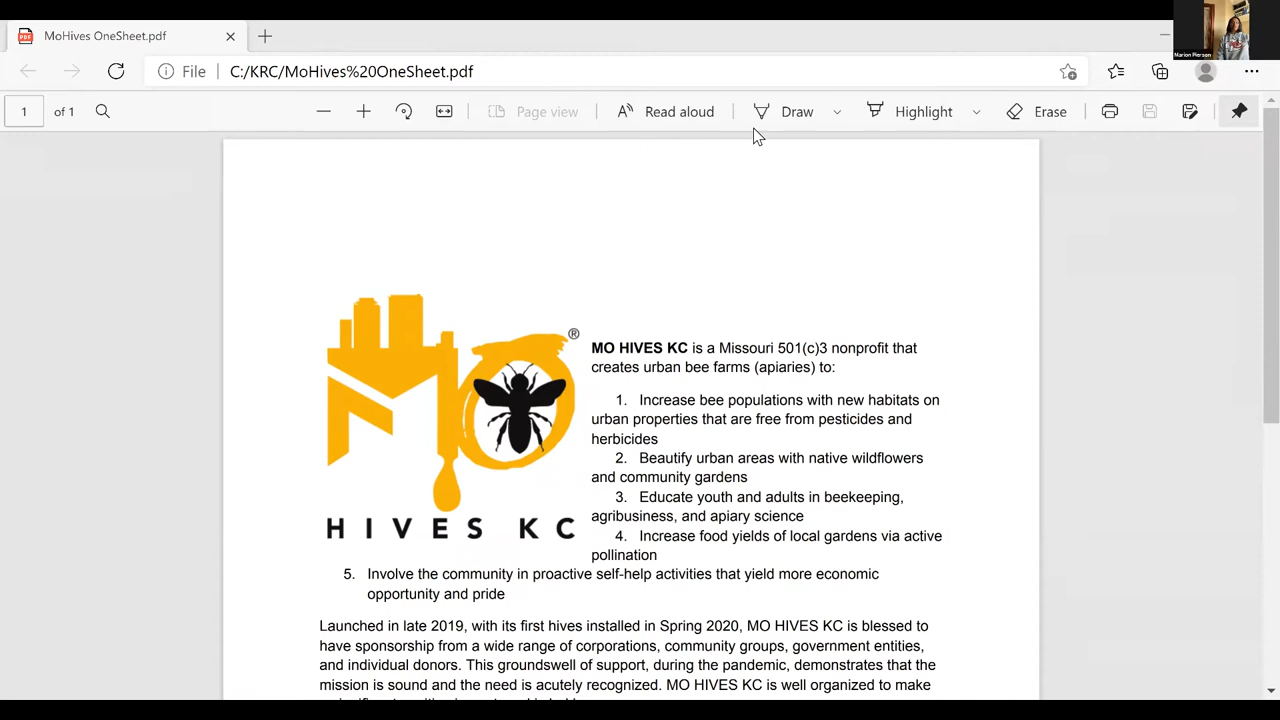 MoHives OneSheet.pdf
Marion Pierson
File
C:/KRC/MoHives%20OneSheet.pdf
1 of 1 Page view Read aloud Draw Highlight Erase
MO
®
HIVES KC
MO HIVES KC is a Missouri 501(c)3 nonprofit that
creates urban bee farms (apiaries) to:
1. Increase bee populations with new habitats on
urban properties that are free from pesticides and
herbicides
2. Beautify urban areas with native wildflowers
and community gardens
3. Educate youth and adults in beekeeping,
agribusiness, and apiary science
4. Increase food yields of local gardens via active
pollination
5. Involve the community in proactive self-help activities that yield more economic
opportunity and pride
Launched in late 2019, with its first hives installed in Spring 2020, MO HIVES KC is blessed to
have sponsorship from a wide range of corporations, community groups, government entities,
and individual donors. This groundswell of support, during the pandemic, demonstrates that the
mission is sound and the need is acutely recognized. MO HIVES KC is well organized to make